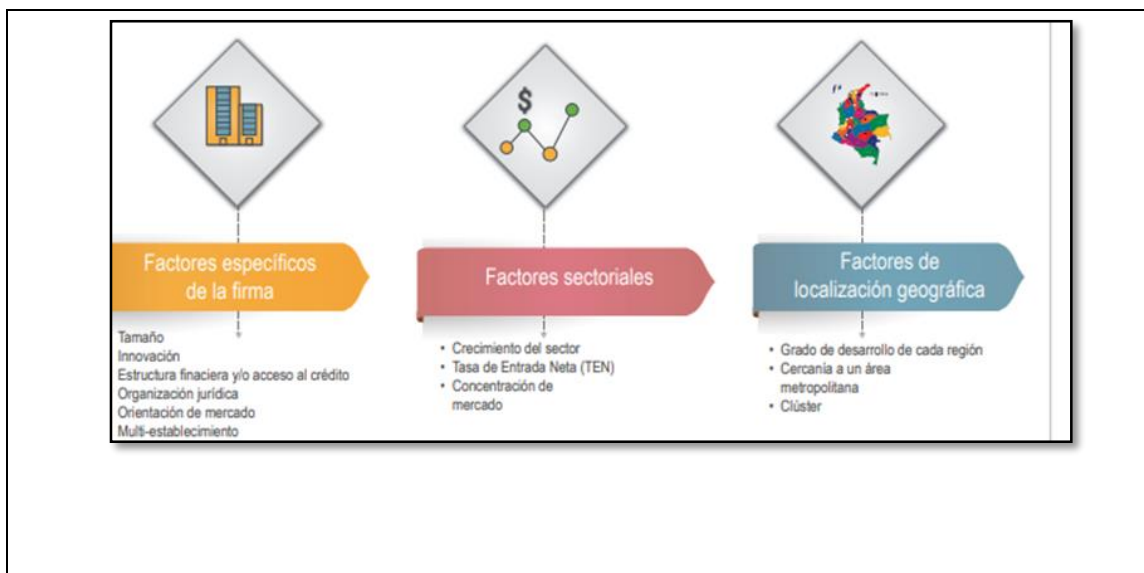 $
Factores específicos
de la firma
Tamaño
Innovación
Estructura finaciera y/o acceso al crédito
Organización jurídica
Orientación de mercado
Multi-establecimiento
Factores sectoriales
• Crecimiento del sector
• Tasa de Entrada Neta (TEN)
• Concentración de
mercado
Factores de
localización geográfica
• Grado de desarrollo de cada región
• Cercanía a un área
metropolitana
• Clúster